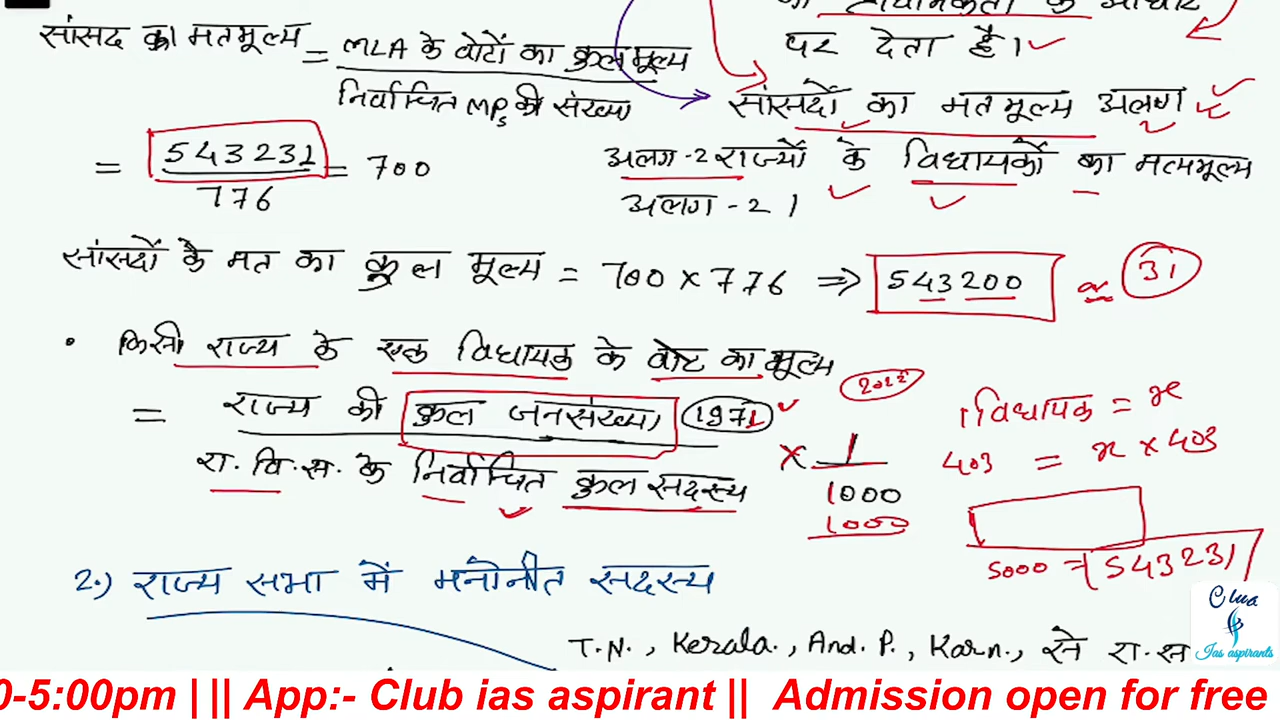 के आधार
पर देता है।
सांसद का मतमूल्य = MLA के वोटों का कुल मूल्य
निर्वाचित MPs की संख्या
सांसदों का मतमूल्य अलग
= 543231 = 700
776
अलग-2 राज्यों के विधायकों का मत्यमूल्य
अलग-2।
सांसदों के मत का कुल मूल्य = 700 × 776 ⇒ 543200 31
• किसी राज्य के एक विधायक के वोट का मूल्य
= राज्य की कुल जनसंख्या (1971)
× 1
1000
1000
रा. वि. स. के निर्वाचित कुल सदस्य
1 विधायक = x
403 = x × 403
5000 = 543231
2.) राज्य सभा में मनोनीत सदस्य
T.N., Kerala., And. P., Karn., से रा. स
Club
Ias aspirants
0-5:00pm | || App:- Club ias aspirant || Admission open for free